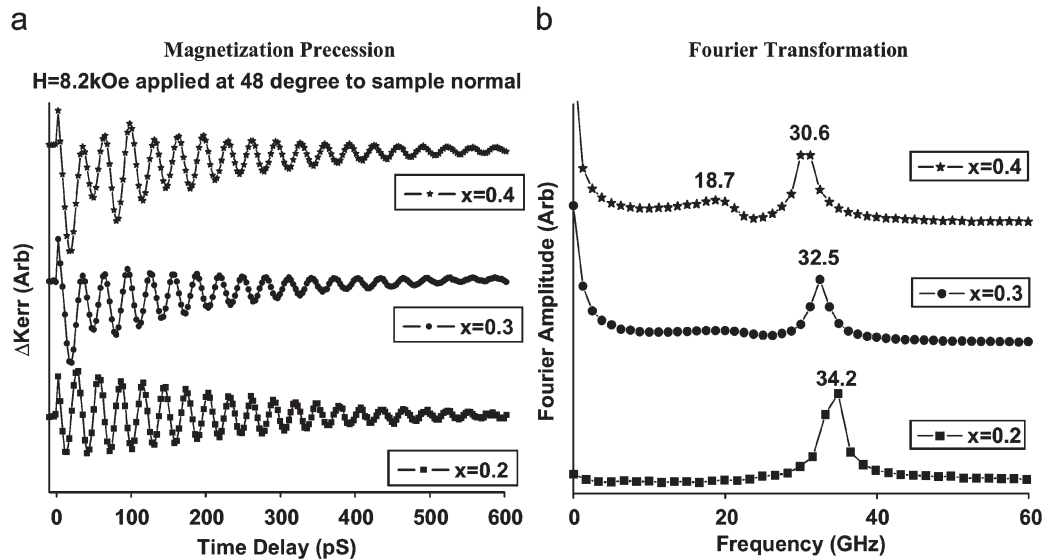 a
Magnetization Precession
H=8.2kOe applied at 48 degree to sample normal
ΔKerr (Arb)
x=0.4
x=0.3
x=0.2
0 100 200 300 400 500 600
Time Delay (pS)
b
Fourier Transformation
Fourier Amplitude (Arb)
30.6
18.7
x=0.4
32.5
x=0.3
34.2
x=0.2
0 20 40 60
Frequency (GHz)